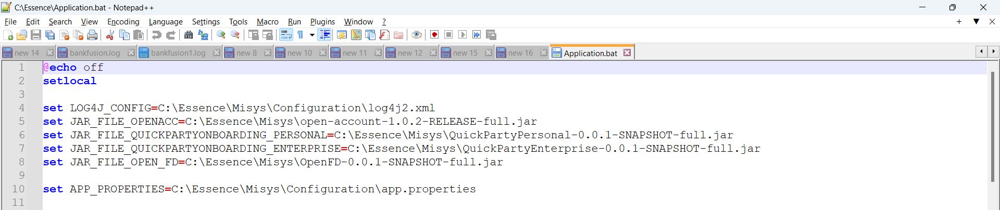 C:\Essence\Application.bat - Notepad++
File Edit Search View Encoding Language Settings Tools Macro Run Plugins Window ?
new 14 bankfusion.log bankfusion1.log new 8 new 10 new 11 new 12 new 15 new 16 Application.bat
1 @echo off
2 setlocal
3
4 set LOG4J_CONFIG=C:\Essence\Misys\Configuration\log4j2.xml
5 set JAR_FILE_OPENACC=C:\Essence\Misys\open-account-1.0.2-RELEASE-full.jar
6 set JAR_FILE_QUICKPARTYONBOARDING_PERSONAL=C:\Essence\Misys\QuickPartyPersonal-0.0.1-SNAPSHOT-full.jar
7 set JAR_FILE_QUICKPARTYONBOARDING_ENTERPRISE=C:\Essence\Misys\QuickPartyEnterprise-0.0.1-SNAPSHOT-full.jar
8 set JAR_FILE_OPEN_FD=C:\Essence\Misys\OpenFD-0.0.1-SNAPSHOT-full.jar
9
10 set APP_PROPERTIES=C:\Essence\Misys\Configuration\app.properties
11